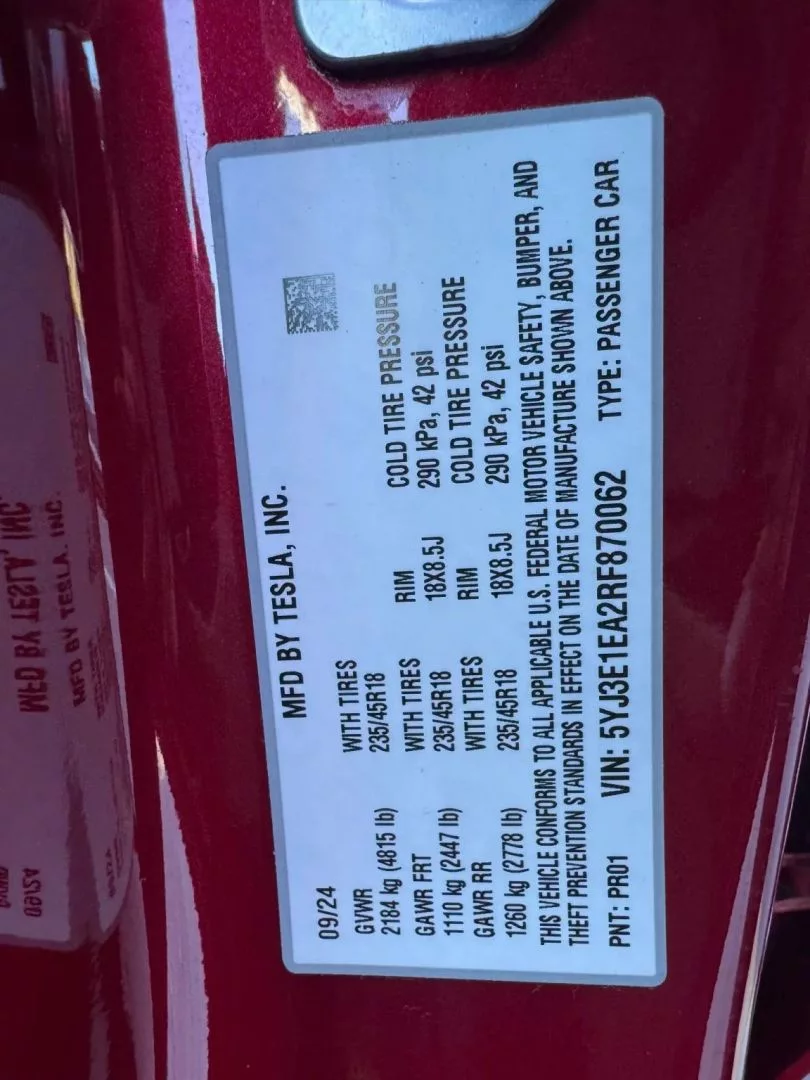 MFD BY TESLA, INC.
09/24
GVWR WITH TIRES
2184 kg (4815 lb) 235/45R18 RIM COLD TIRE PRESSURE
GAWR FRT WITH TIRES 18X8.5J 290 kPa, 42 psi
1110 kg (2447 lb) 235/45R18 RIM COLD TIRE PRESSURE
GAWR RR WITH TIRES 18X8.5J 290 kPa, 42 psi
1260 kg (2778 lb) 235/45R18
THIS VEHICLE CONFORMS TO ALL APPLICABLE U.S. FEDERAL MOTOR VEHICLE SAFETY, BUMPER, AND
THEFT PREVENTION STANDARDS IN EFFECT ON THE DATE OF MANUFACTURE SHOWN ABOVE.
PNT: PR01 VIN: 5YJ3E1EA2RF870062 TYPE: PASSENGER CAR
MFD BY TESLA, INC.